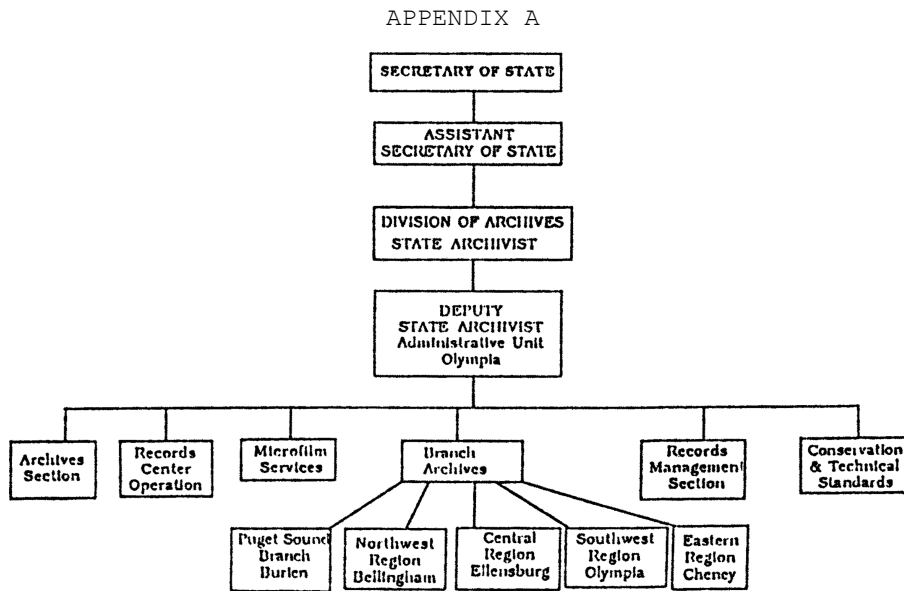 APPENDIX A
SECRETARY OF STATE
ASSISTANT
SECRETARY OF STATE
DIVISION OF ARCHIVES
STATE ARCHIVIST
DEPUTY
STATE ARCHIVIST
Administrative Unit
Olympia
Archives
Section
Records
Center
Operation
Microfilm
Services
Branch
Archives
Records
Management
Section
Conservation
& Technical
Standards
Puget Sound
Branch
Burien
Northwest
Region
Bellingham
Central
Region
Ellensburg
Southwest
Region
Olympia
Eastern
Region
Cheney